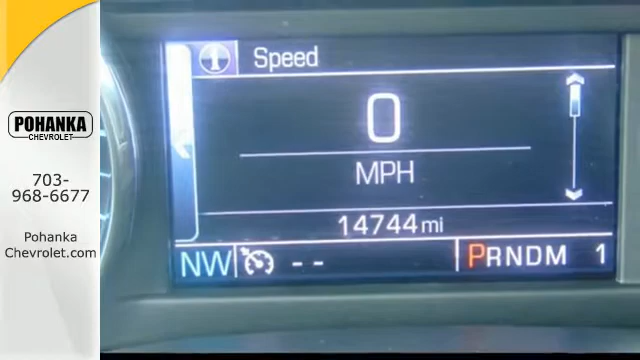 POHANKA
CHEVROLET
703-
968-6677
Pohanka
Chevrolet.com
Speed
0
MPH
14744 mi
NW -- PRNDM 1